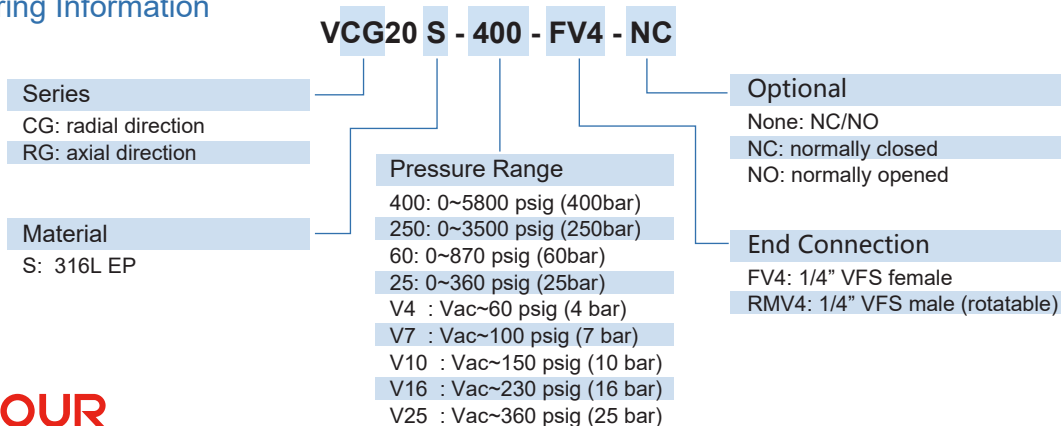 ring Information
VCG20 S - 400 - FV4 - NC
Series
CG: radial direction
RG: axial direction
Material
S: 316L EP
Pressure Range
400: 0~5800 psig (400bar)
250: 0~3500 psig (250bar)
60: 0~870 psig (60bar)
25: 0~360 psig (25bar)
V4 : Vac~60 psig (4 bar)
V7 : Vac~100 psig (7 bar)
V10 : Vac~150 psig (10 bar)
V16 : Vac~230 psig (16 bar)
V25 : Vac~360 psig (25 bar)
Optional
None: NC/NO
NC: normally closed
NO: normally opened
End Connection
FV4: 1/4” VFS female
RMV4: 1/4” VFS male (rotatable)
OUR